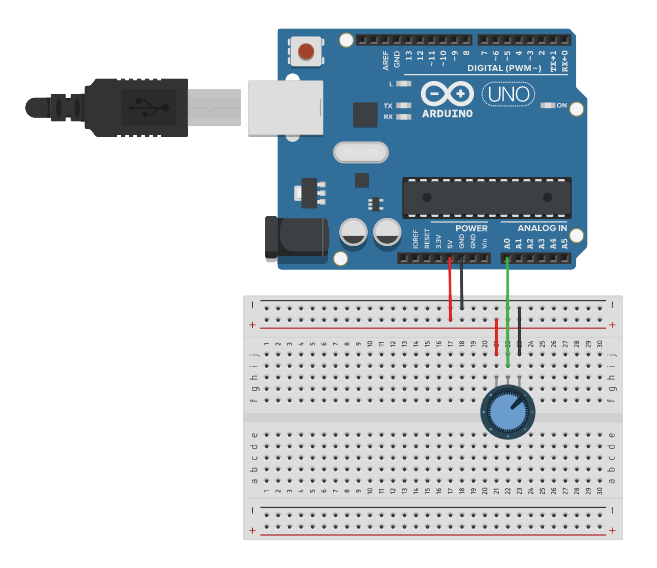 AREF
GND
13
12
~11
~10
~9
8
7
~6
~5
4
~3
2
TX→1
RX←0
DIGITAL (PWM~)
L
TX
RX
ARDUINO
UNO
ON
POWER
ANALOG IN
IOREF
RESET
3.3V
5V
GND
GND
Vin
A0
A1
A2
A3
A4
A5
− −
+ +
1 2 3 4 5 6 7 8 9 10 11 12 13 14 15 16 17 18 19 20 21 22 23 24 25 26 27 28 29 30
j j
i i
h h
g g
f f
e e
d d
c c
b b
a a
1 2 3 4 5 6 7 8 9 10 11 12 13 14 15 16 17 18 19 20 21 22 23 24 25 26 27 28 29 30
− −
+ +